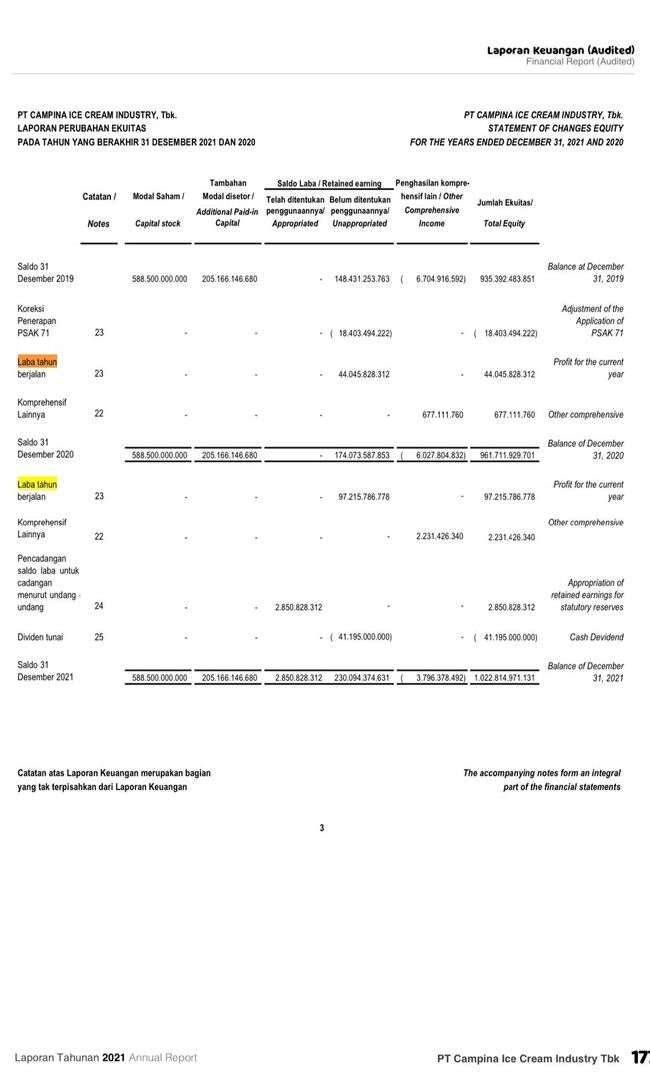 Laporan Keuangan (Audited)
Financial Report (Audited)
PT CAMPINA ICE CREAM INDUSTRY, Tbk. PT CAMPINA ICE CREAM INDUSTRY, Tbk.
LAPORAN PERUBAHAN EKUITAS STATEMENT OF CHANGES EQUITY
PADA TAHUN YANG BERAKHIR 31 DESEMBER 2021 DAN 2020 FOR THE YEARS ENDED DECEMBER 31, 2021 AND 2020
Tambahan Saldo Laba / Retained earning Penghasilan kompre-
Catatan / Modal Saham / Modal disetor / Telah ditentukan Belum ditentukan hensif lain / Other Jumlah Ekuitas/
Additional Paid-in penggunaannya/ penggunaannya/ Comprehensive
Notes Capital stock Capital Appropriated Unappropriated Income Total Equity
Saldo 31 Balance at December
Desember 2019 588.500.000.000 205.166.146.680 - 148.431.253.763 ( 6.704.916.592) 935.392.483.851 31, 2019
Koreksi Adjustment of the
Penerapan Application of
PSAK 71 23 - - - ( 18.403.494.222) - ( 18.403.494.222) PSAK 71
Laba tahun Profit for the current
berjalan 23 - - - 44.045.828.312 - 44.045.828.312 year
Komprehensif
Lainnya 22 - - - - 677.111.760 677.111.760 Other comprehensive
Saldo 31 Balance of December
Desember 2020 588.500.000.000 205.166.146.680 - 174.073.587.853 ( 6.027.804.832) 961.711.929.701 31, 2020
Laba tahun Profit for the current
berjalan 23 - - - 97.215.786.778 - 97.215.786.778 year
Komprehensif Other comprehensive
Lainnya 22 - - - - 2.231.426.340 2.231.426.340
Pencadangan
saldo laba untuk
cadangan Appropriation of
menurut undang - retained earnings for
undang 24 - - 2.850.828.312 - - 2.850.828.312 statutory reserves
Dividen tunai 25 - - - ( 41.195.000.000) - ( 41.195.000.000) Cash Devidend
Saldo 31 Balance of December
Desember 2021 588.500.000.000 205.166.146.680 2.850.828.312 230.094.374.631 ( 3.796.378.492) 1.022.814.971.131 31, 2021
Catatan atas Laporan Keuangan merupakan bagian The accompanying notes form an integral
yang tak terpisahkan dari Laporan Keuangan part of the financial statements
3
Laporan Tahunan 2021 Annual Report PT Campina Ice Cream Industry Tbk 177